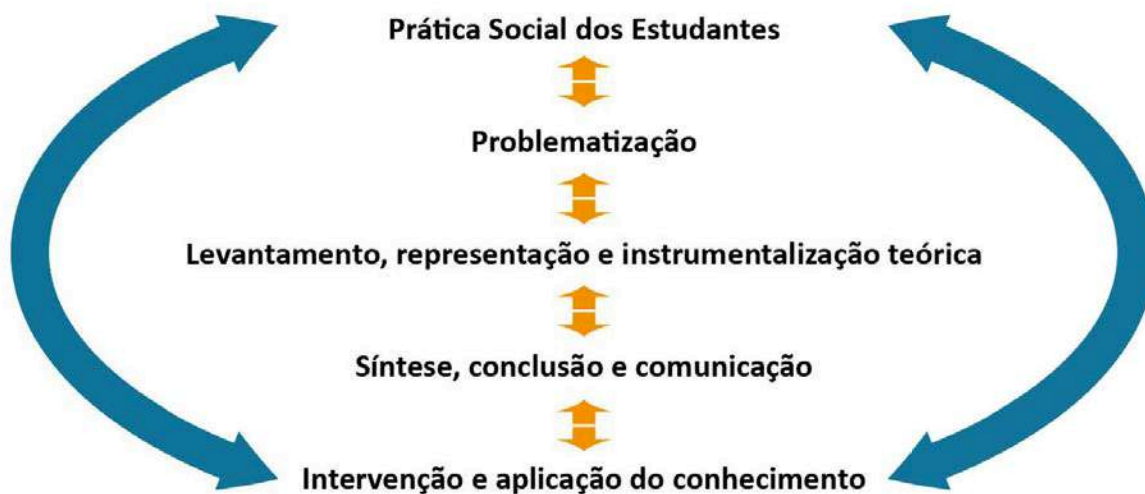 Prática Social dos Estudantes
Problematização
Levantamento, representação e instrumentalização teórica
Síntese, conclusão e comunicação
Intervenção e aplicação do conhecimento